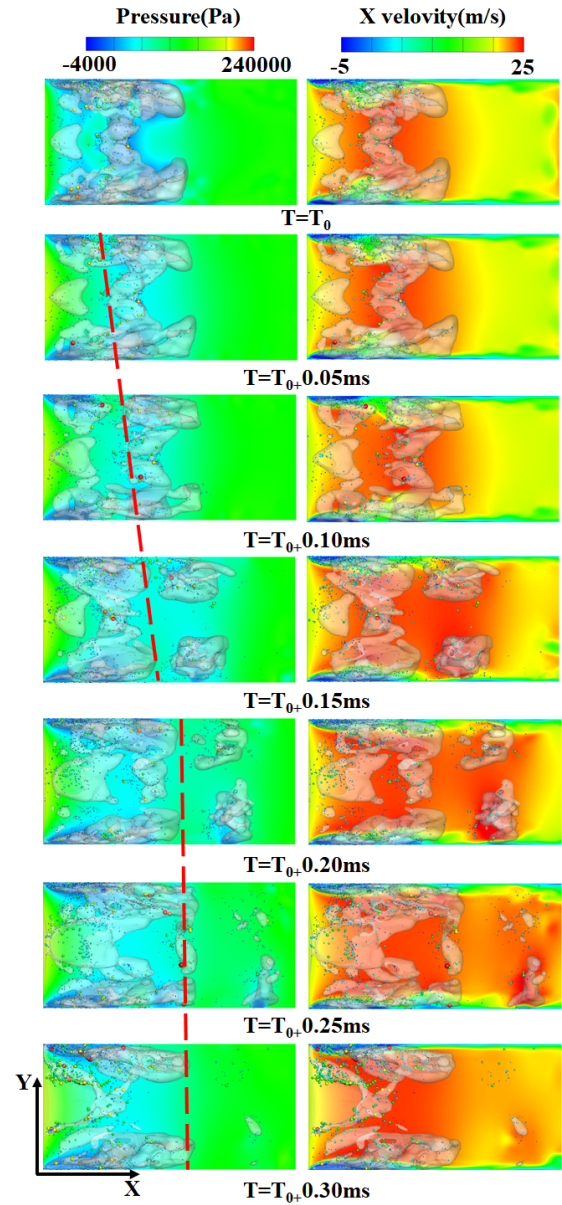 Pressure(Pa) X velovity(m/s)
-4000 240000 -5 25
T=T0
T=T0+0.05ms
T=T0+0.10ms
T=T0+0.15ms
T=T0+0.20ms
T=T0+0.25ms
Y
X
T=T0+0.30ms